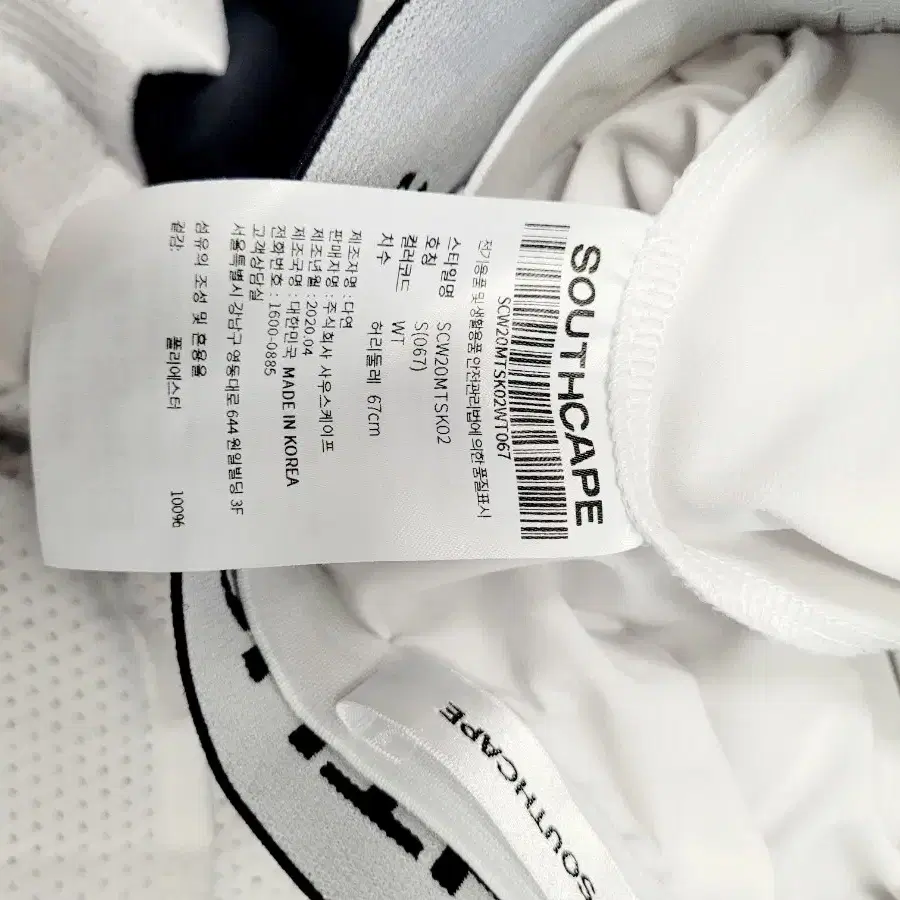 SOUTHCAPE
SCW20MTSK02WT067
전기용품 및 생활용품 안전관리법에 의한 품질표시
스타일명 SCW20MTSK02
호칭 S(067)
컬러코드 WT
치수 허리둘레 67cm
제조자명 : 다연
판매자명 : 주식회사 사우스케이프
제조년월 : 2020.04
제조국명 : 대한민국 MADE IN KOREA
전화번호 : 1600-0885
고객상담실
서울특별시 강남구 영동대로 644 원일빌딩 3F
섬유의 조성 및 혼용율
겉감: 폴리에스터 100%
SOUTHCAPE